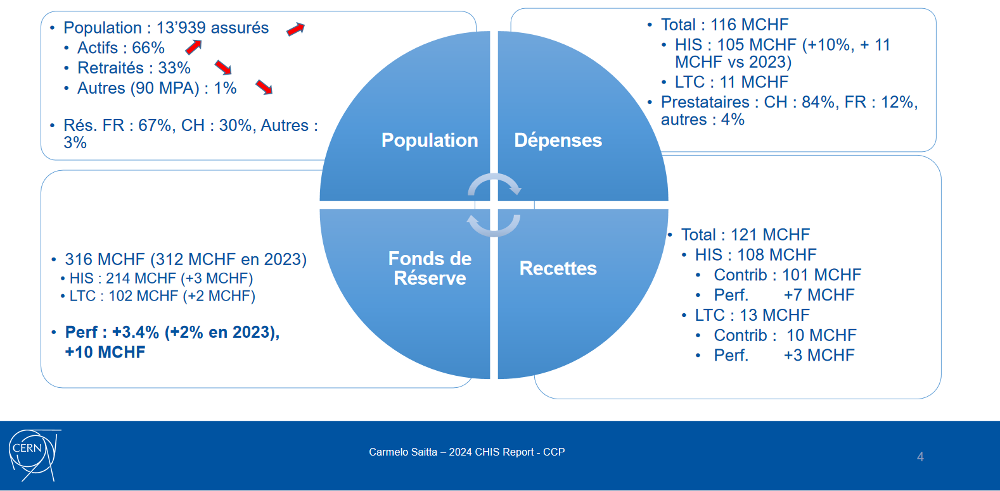 • Population : 13’939 assurés
• Actifs : 66%
• Retraités : 33%
• Autres (90 MPA) : 1%
• Rés. FR : 67%, CH : 30%, Autres :
3%
• Total : 116 MCHF
• HIS : 105 MCHF (+10%, + 11
MCHF vs 2023)
• LTC : 11 MCHF
• Prestataires : CH : 84%, FR : 12%,
autres : 4%
Population
Dépenses
Fonds de
Réserve
Recettes
• 316 MCHF (312 MCHF en 2023)
• HIS : 214 MCHF (+3 MCHF)
• LTC : 102 MCHF (+2 MCHF)
• Perf : +3.4% (+2% en 2023),
+10 MCHF
• Total : 121 MCHF
• HIS : 108 MCHF
• Contrib : 101 MCHF
• Perf. +7 MCHF
• LTC : 13 MCHF
• Contrib : 10 MCHF
• Perf. +3 MCHF
CERN
Carmelo Saitta – 2024 CHIS Report - CCP
4